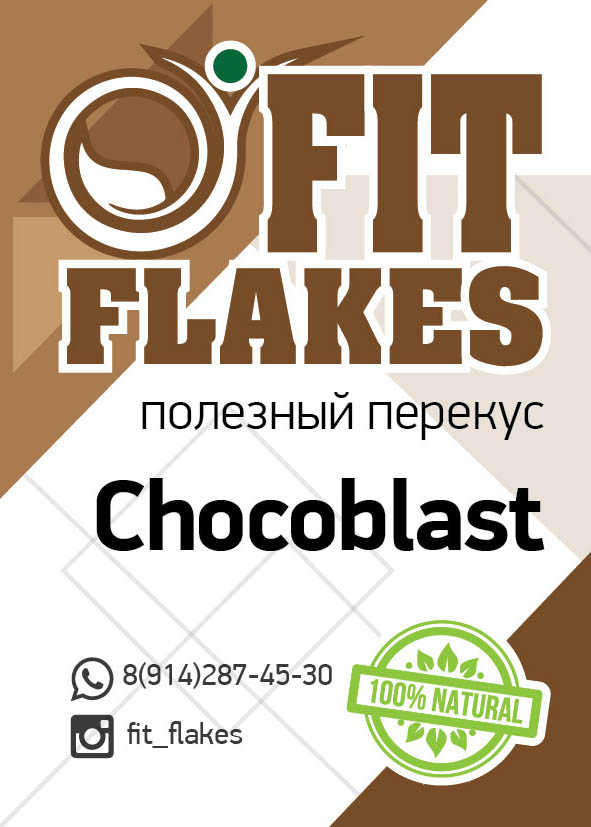 FIT
FLAKES
полезный перекус
Chocoblast
8(914)287-45-30
fit_flakes
100% NATURAL